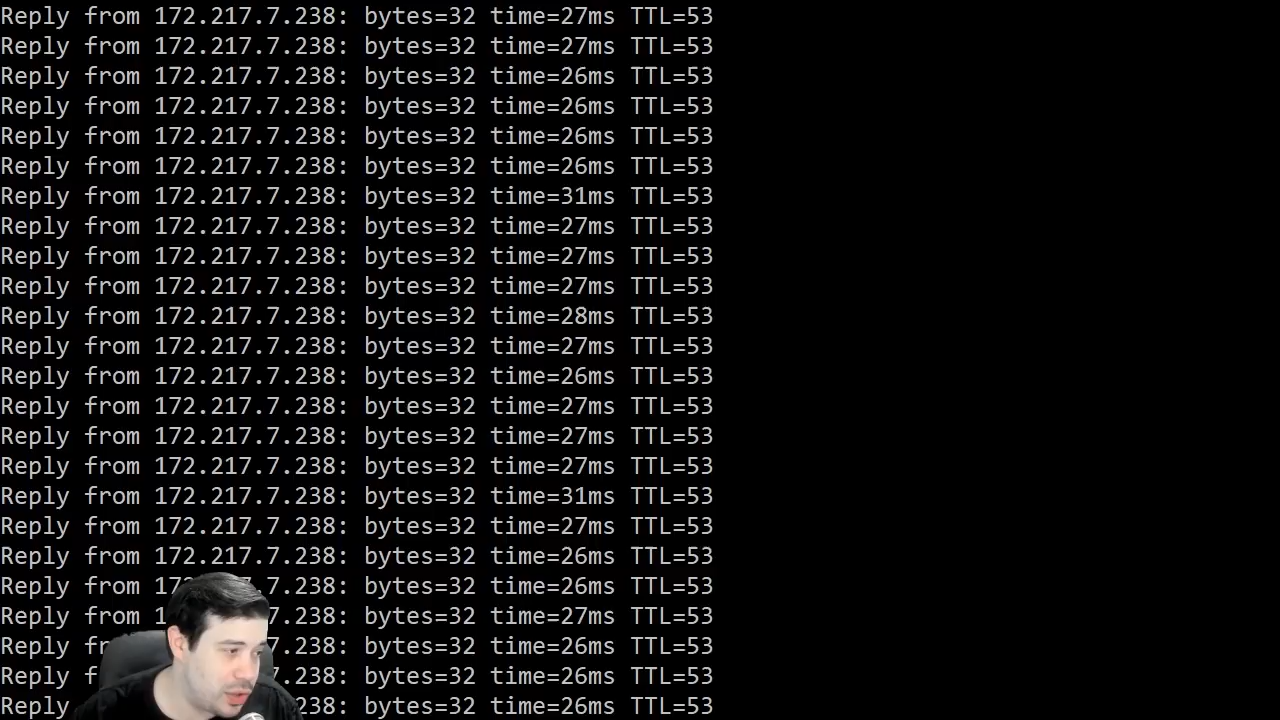 Reply from 172.217.7.238: bytes=32 time=27ms TTL=53
Reply from 172.217.7.238: bytes=32 time=27ms TTL=53
Reply from 172.217.7.238: bytes=32 time=26ms TTL=53
Reply from 172.217.7.238: bytes=32 time=26ms TTL=53
Reply from 172.217.7.238: bytes=32 time=26ms TTL=53
Reply from 172.217.7.238: bytes=32 time=26ms TTL=53
Reply from 172.217.7.238: bytes=32 time=31ms TTL=53
Reply from 172.217.7.238: bytes=32 time=27ms TTL=53
Reply from 172.217.7.238: bytes=32 time=27ms TTL=53
Reply from 172.217.7.238: bytes=32 time=27ms TTL=53
Reply from 172.217.7.238: bytes=32 time=28ms TTL=53
Reply from 172.217.7.238: bytes=32 time=27ms TTL=53
Reply from 172.217.7.238: bytes=32 time=26ms TTL=53
Reply from 172.217.7.238: bytes=32 time=27ms TTL=53
Reply from 172.217.7.238: bytes=32 time=27ms TTL=53
Reply from 172.217.7.238: bytes=32 time=27ms TTL=53
Reply from 172.217.7.238: bytes=32 time=31ms TTL=53
Reply from 172.217.7.238: bytes=32 time=27ms TTL=53
Reply from 172.217.7.238: bytes=32 time=26ms TTL=53
Reply from bytes=32 time=26ms TTL=53
Reply from bytes=32 time=27ms TTL=53
Reply bytes=32 time=26ms TTL=53
Reply bytes=32 time=26ms TTL=53
Reply bytes=32 time=26ms TTL=53